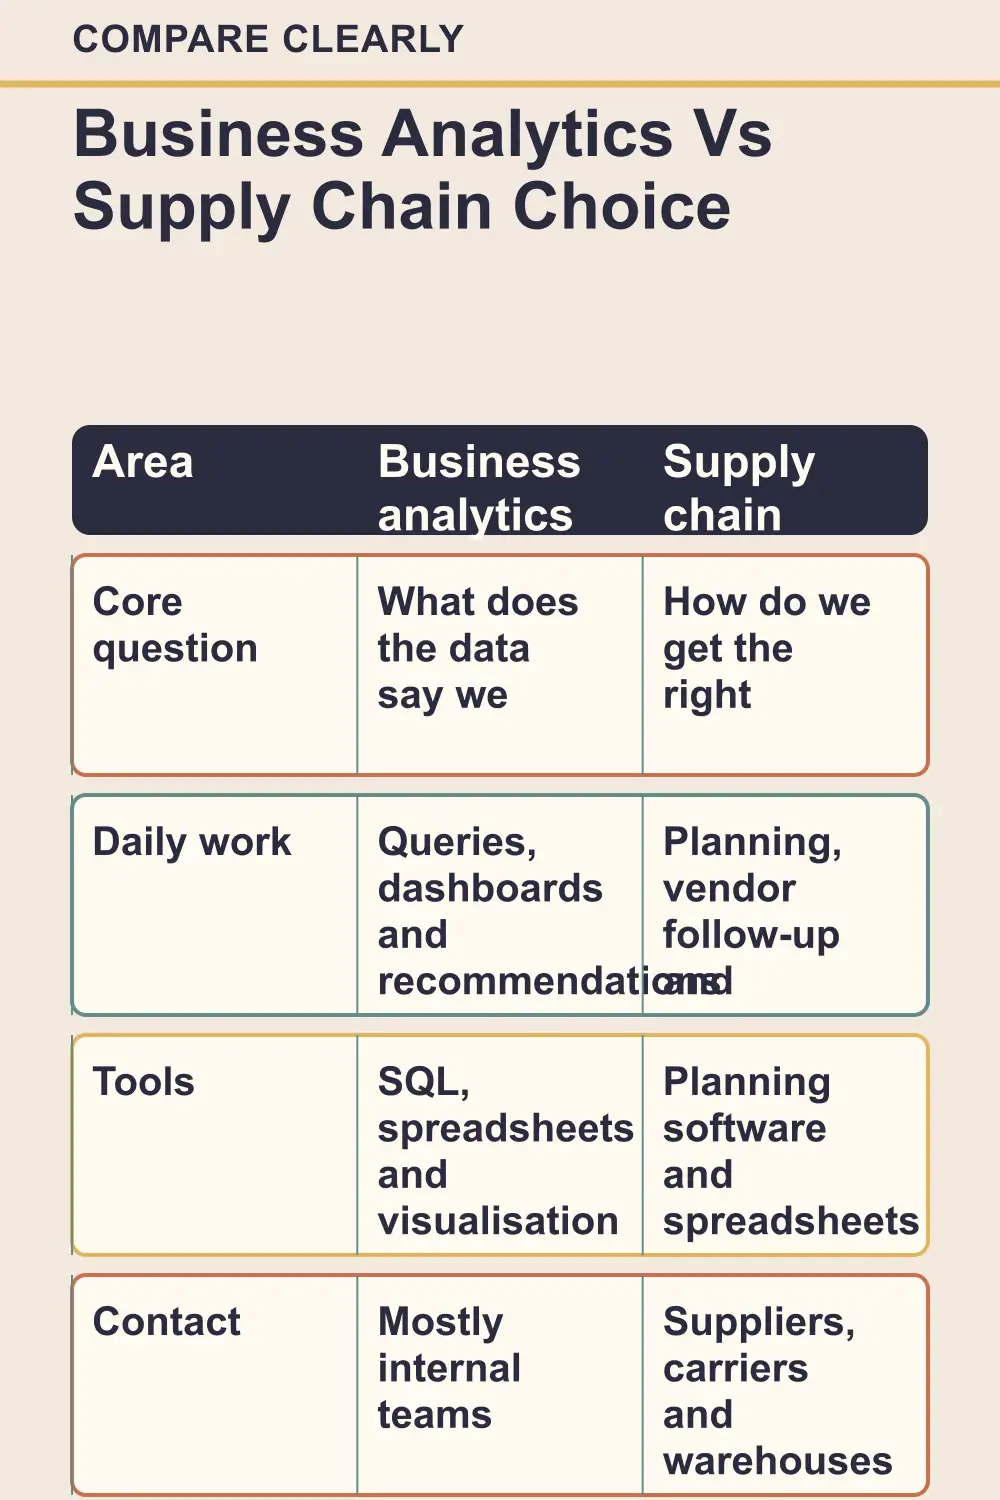 COMPARE CLEARLY
Business Analytics Vs
Supply Chain Choice
Area
Business
analytics
Supply
chain
Core
question
What does
the data
say we
How do we
get the
right
Daily work
Queries,
dashboards
and
recommendations
Planning,
vendor
follow-up
and
Tools
SQL,
spreadsheets
and
visualisation
Planning
software
and
spreadsheets
Contact
Mostly
internal
teams
Suppliers,
carriers
and
warehouses